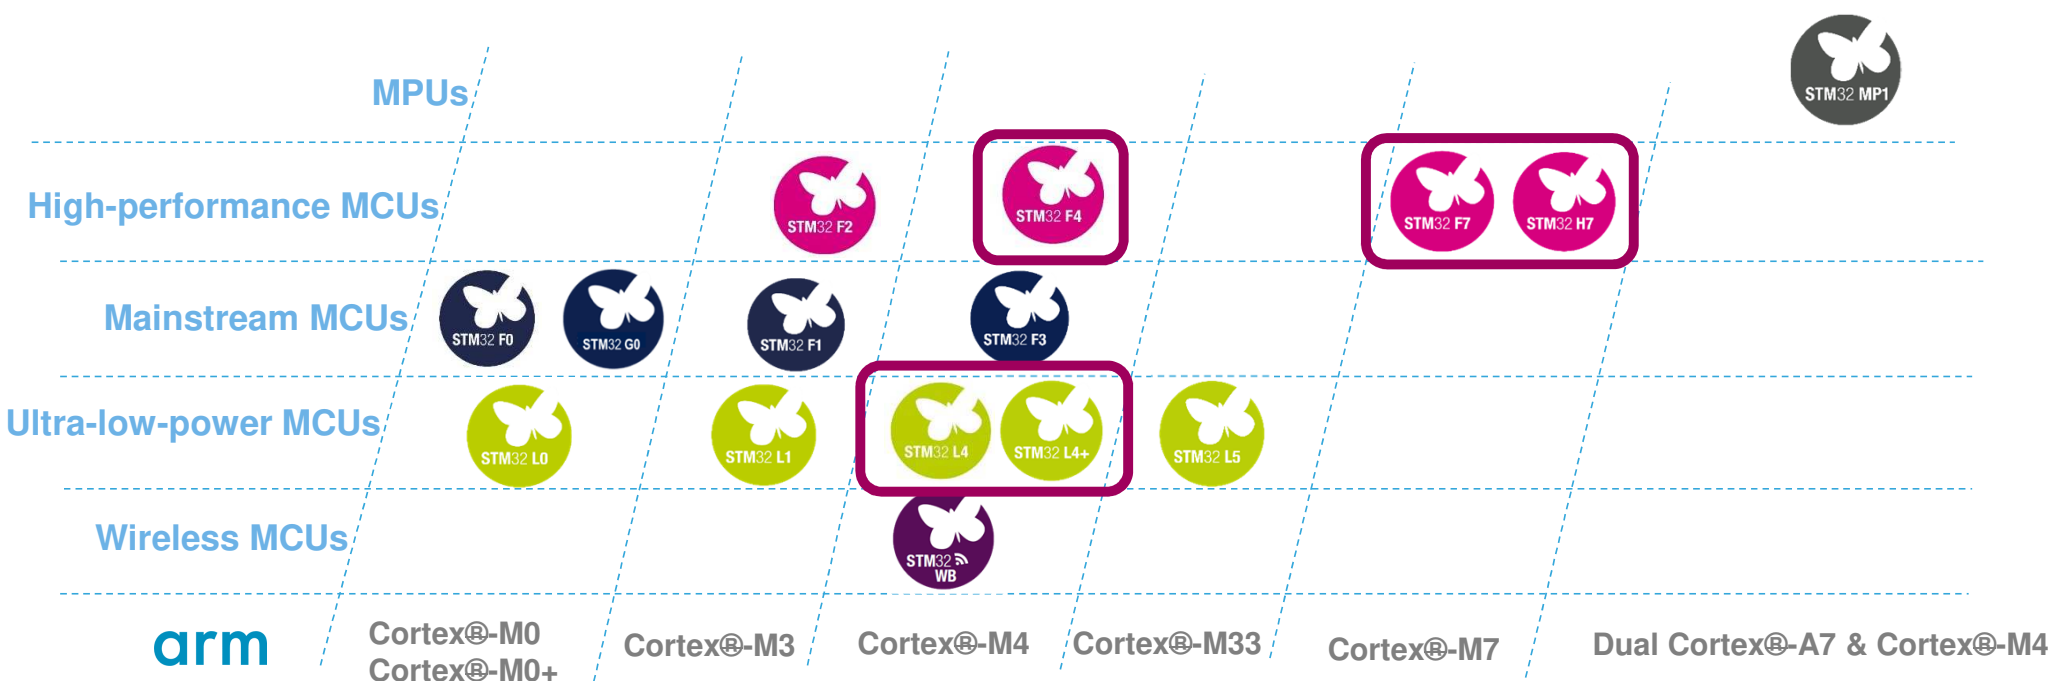 MPUs
STM32 MP1
High-performance MCUs
STM32 F2
STM32 F4
STM32 F7
STM32 H7
Mainstream MCUs
STM32 F0
STM32 G0
STM32 F1
STM32 F3
Ultra-low-power MCUs
STM32 L0
STM32 L1
STM32 L4
STM32 L4+
STM32 L5
Wireless MCUs
STM32
WB
arm
Cortex®-M0
Cortex®-M0+
Cortex®-M3
Cortex®-M4
Cortex®-M33
Cortex®-M7
Dual Cortex®-A7 & Cortex®-M4